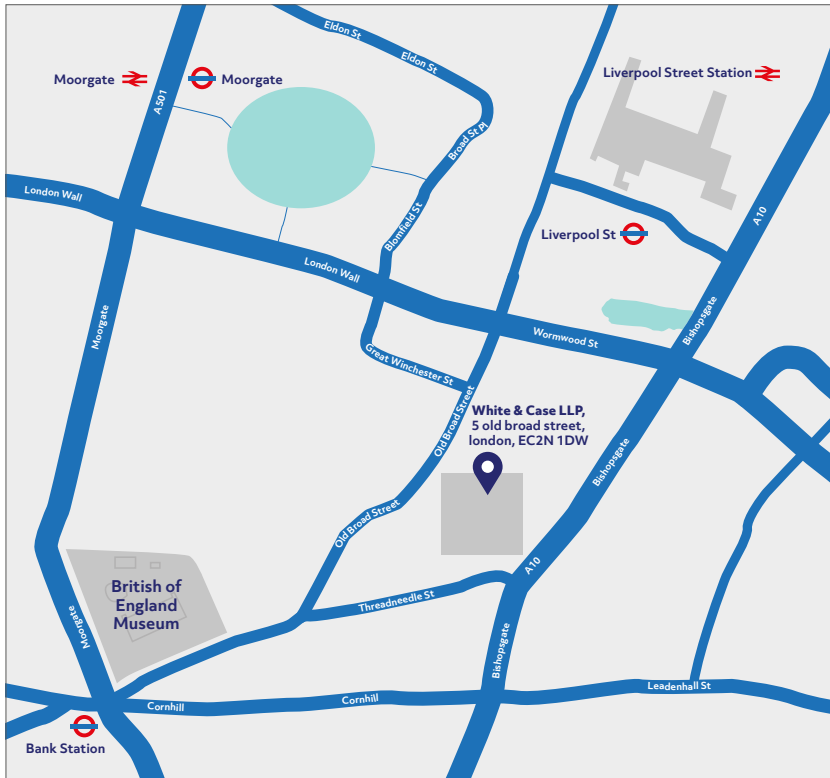 Eldon St
Eldon St
Moorgate
Moorgate
Liverpool Street Station
A501
Broad St Pl
London Wall
Blomfield St
A10
Liverpool St
London Wall
Moorgate
Wormwood St
Bishopsgate
Great Winchester St
Old Broad Street
White & Case LLP,
5 old broad street,
london, EC2N 1DW
Bishopsgate
Old Broad Street
A10
British of
England
Museum
Threadneedle St
Moorgate
Bishopsgate
Cornhill
Cornhill
Leadenhall St
Bank Station